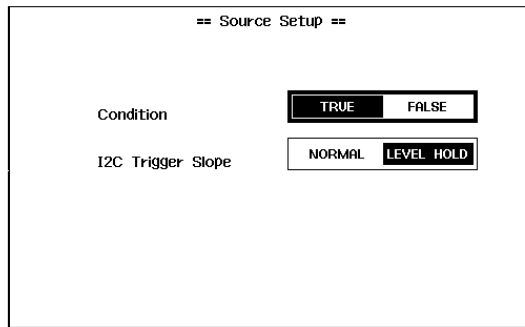 == Source Setup ==
Condition TRUE FALSE
I2C Trigger Slope NORMAL LEVEL HOLD